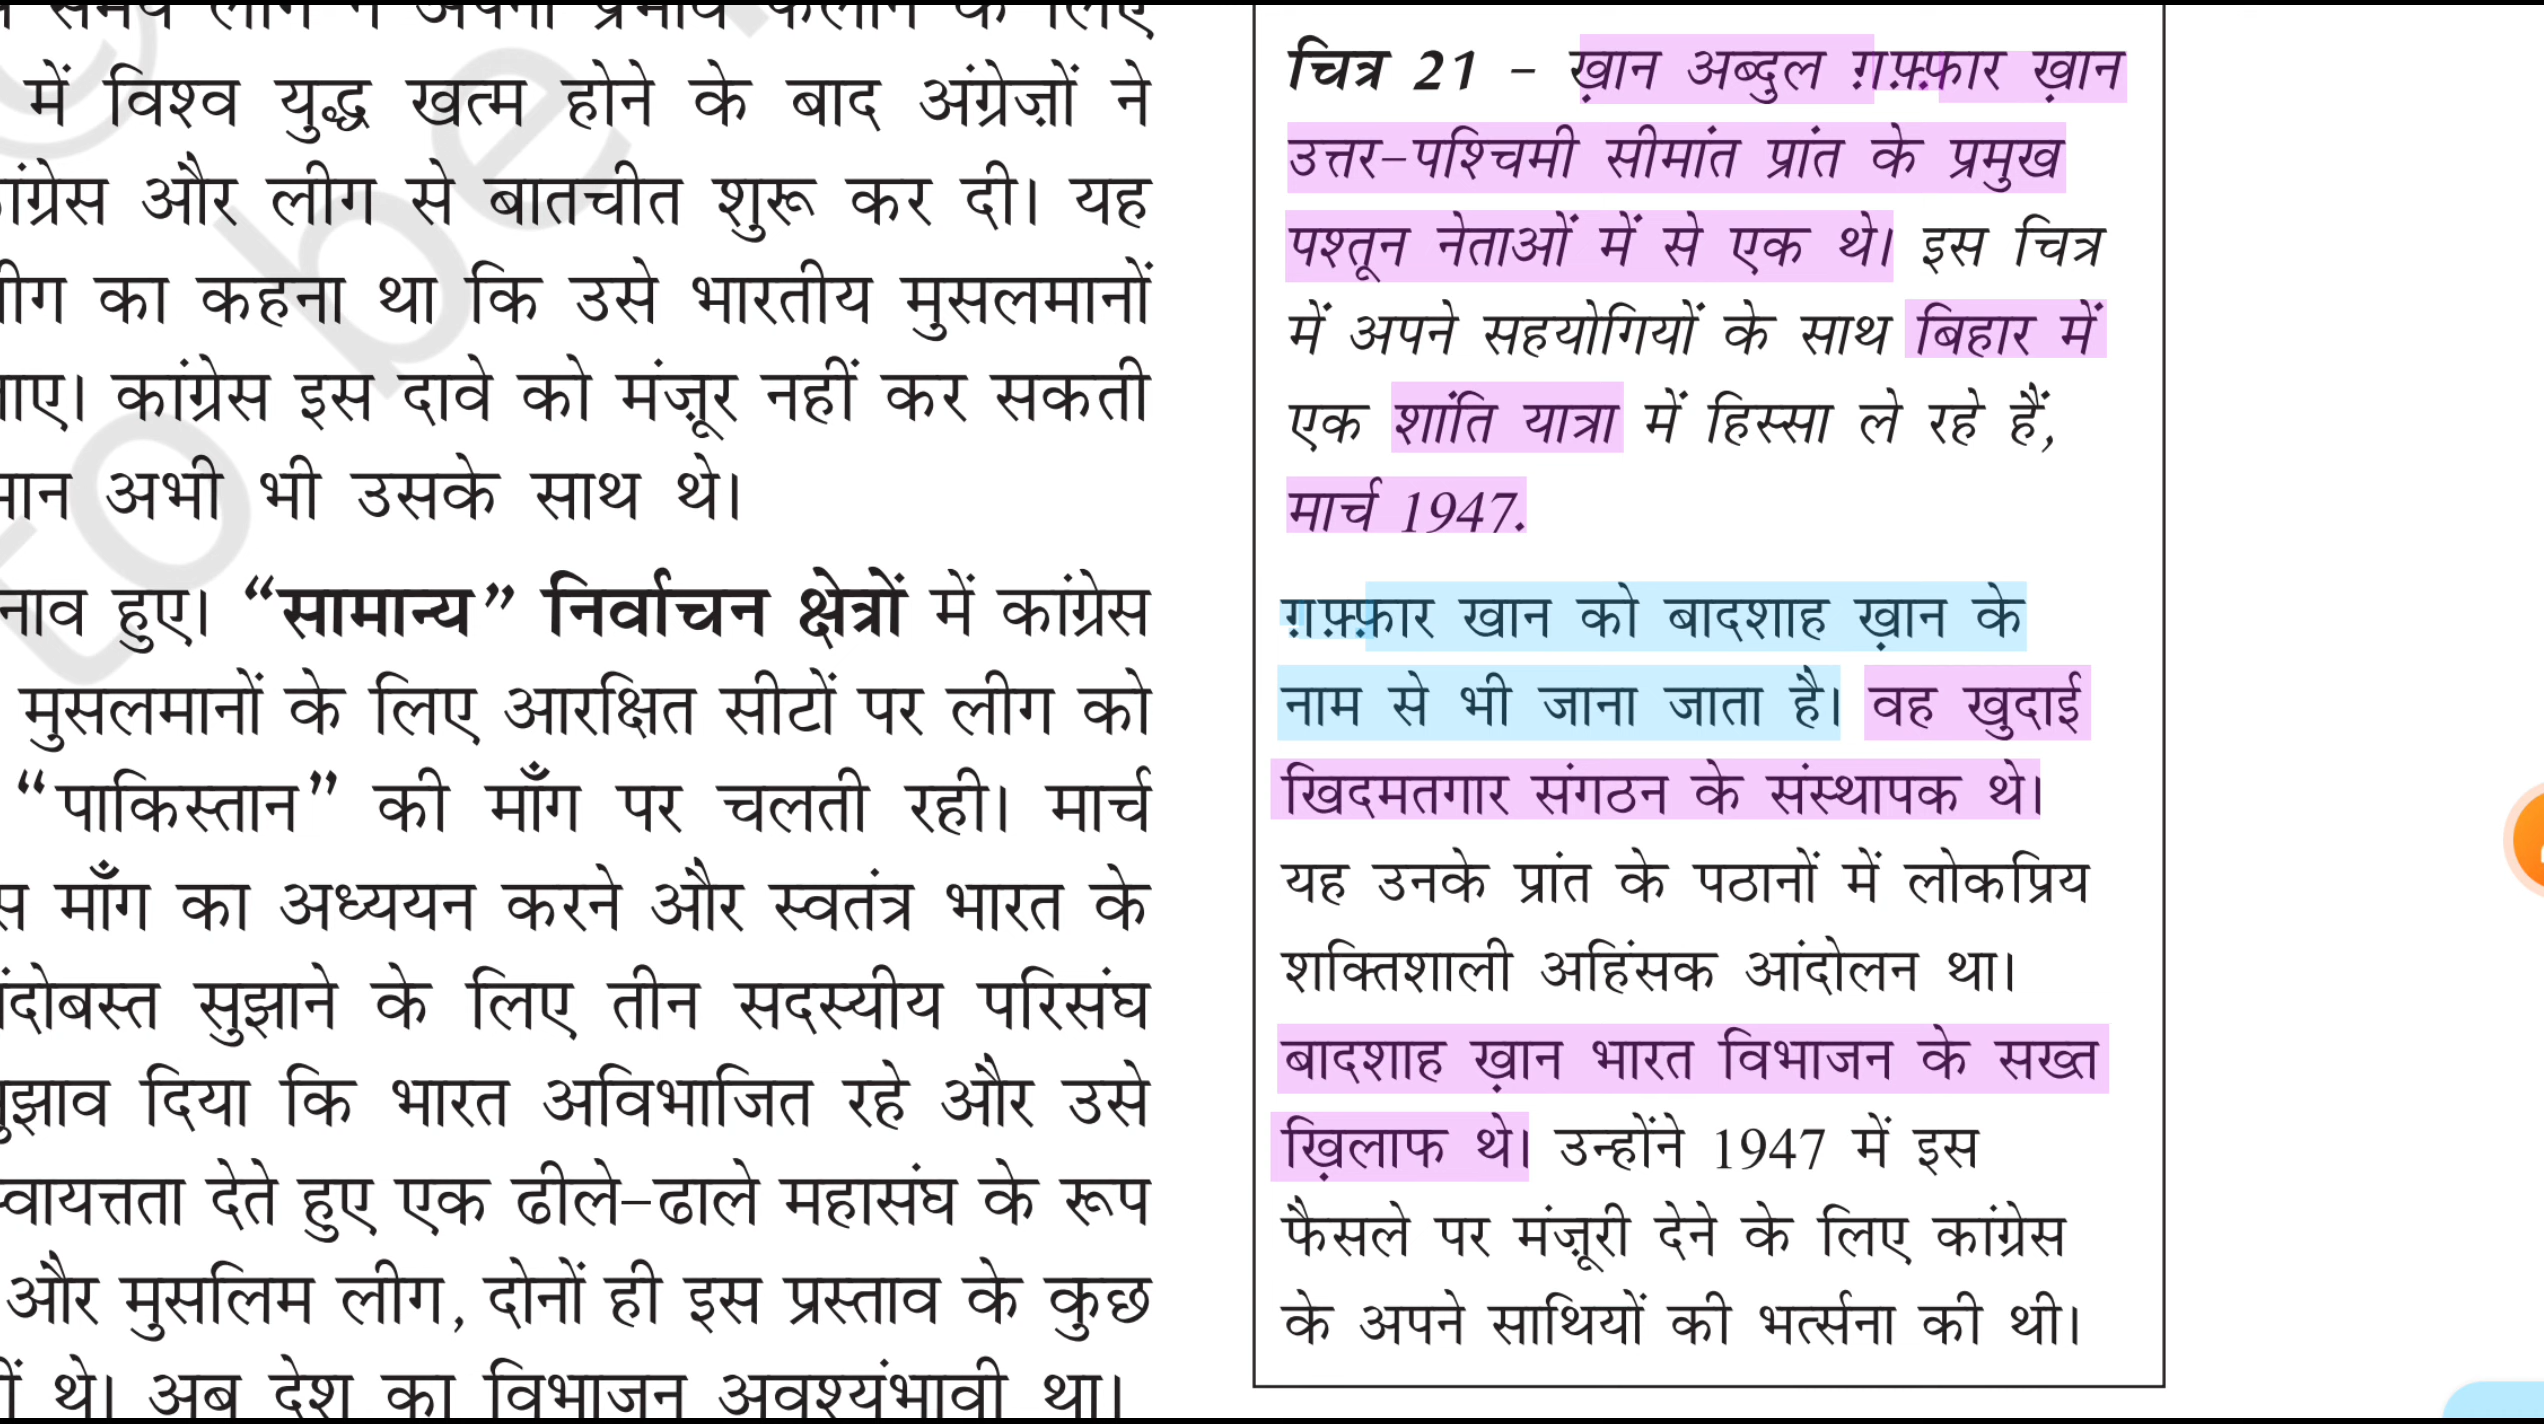 में विश्व युद्ध खत्म होने के बाद अंग्रेज़ों ने
और लीग से बातचीत शुरू कर दी। यह
का कहना था कि उसे भारतीय मुसलमानों
कांग्रेस इस दावे को मंज़ूर नहीं कर सकती
अभी भी उसके साथ थे।
हुए। “सामान्य” निर्वाचन क्षेत्रों में कांग्रेस
मुसलमानों के लिए आरक्षित सीटों पर लीग को
“पाकिस्तान” की माँग पर चलती रही। मार्च
माँग का अध्ययन करने और स्वतंत्र भारत के
सुझाने के लिए तीन सदस्यीय परिसंघ
दिया कि भारत अविभाजित रहे और उसे
देते हुए एक ढीले-ढाले महासंघ के रूप
और मुसलिम लीग, दोनों ही इस प्रस्ताव के कुछ
थे। अब देश का विभाजन अवश्यंभावी था।
चित्र 21 - ख़ान अब्दुल ग़फ़्फ़ार ख़ान
उत्तर-पश्चिमी सीमांत प्रांत के प्रमुख
पश्तून नेताओं में से एक थे। इस चित्र
में अपने सहयोगियों के साथ बिहार में
एक शांति यात्रा में हिस्सा ले रहे हैं,
मार्च 1947.
ग़फ़्फ़ार खान को बादशाह ख़ान के
नाम से भी जाना जाता है। वह खुदाई
खिदमतगार संगठन के संस्थापक थे।
यह उनके प्रांत के पठानों में लोकप्रिय
शक्तिशाली अहिंसक आंदोलन था।
बादशाह ख़ान भारत विभाजन के सख्त
ख़िलाफ थे। उन्होंने 1947 में इस
फैसले पर मंज़ूरी देने के लिए कांग्रेस
के अपने साथियों की भर्त्सना की थी।
to be